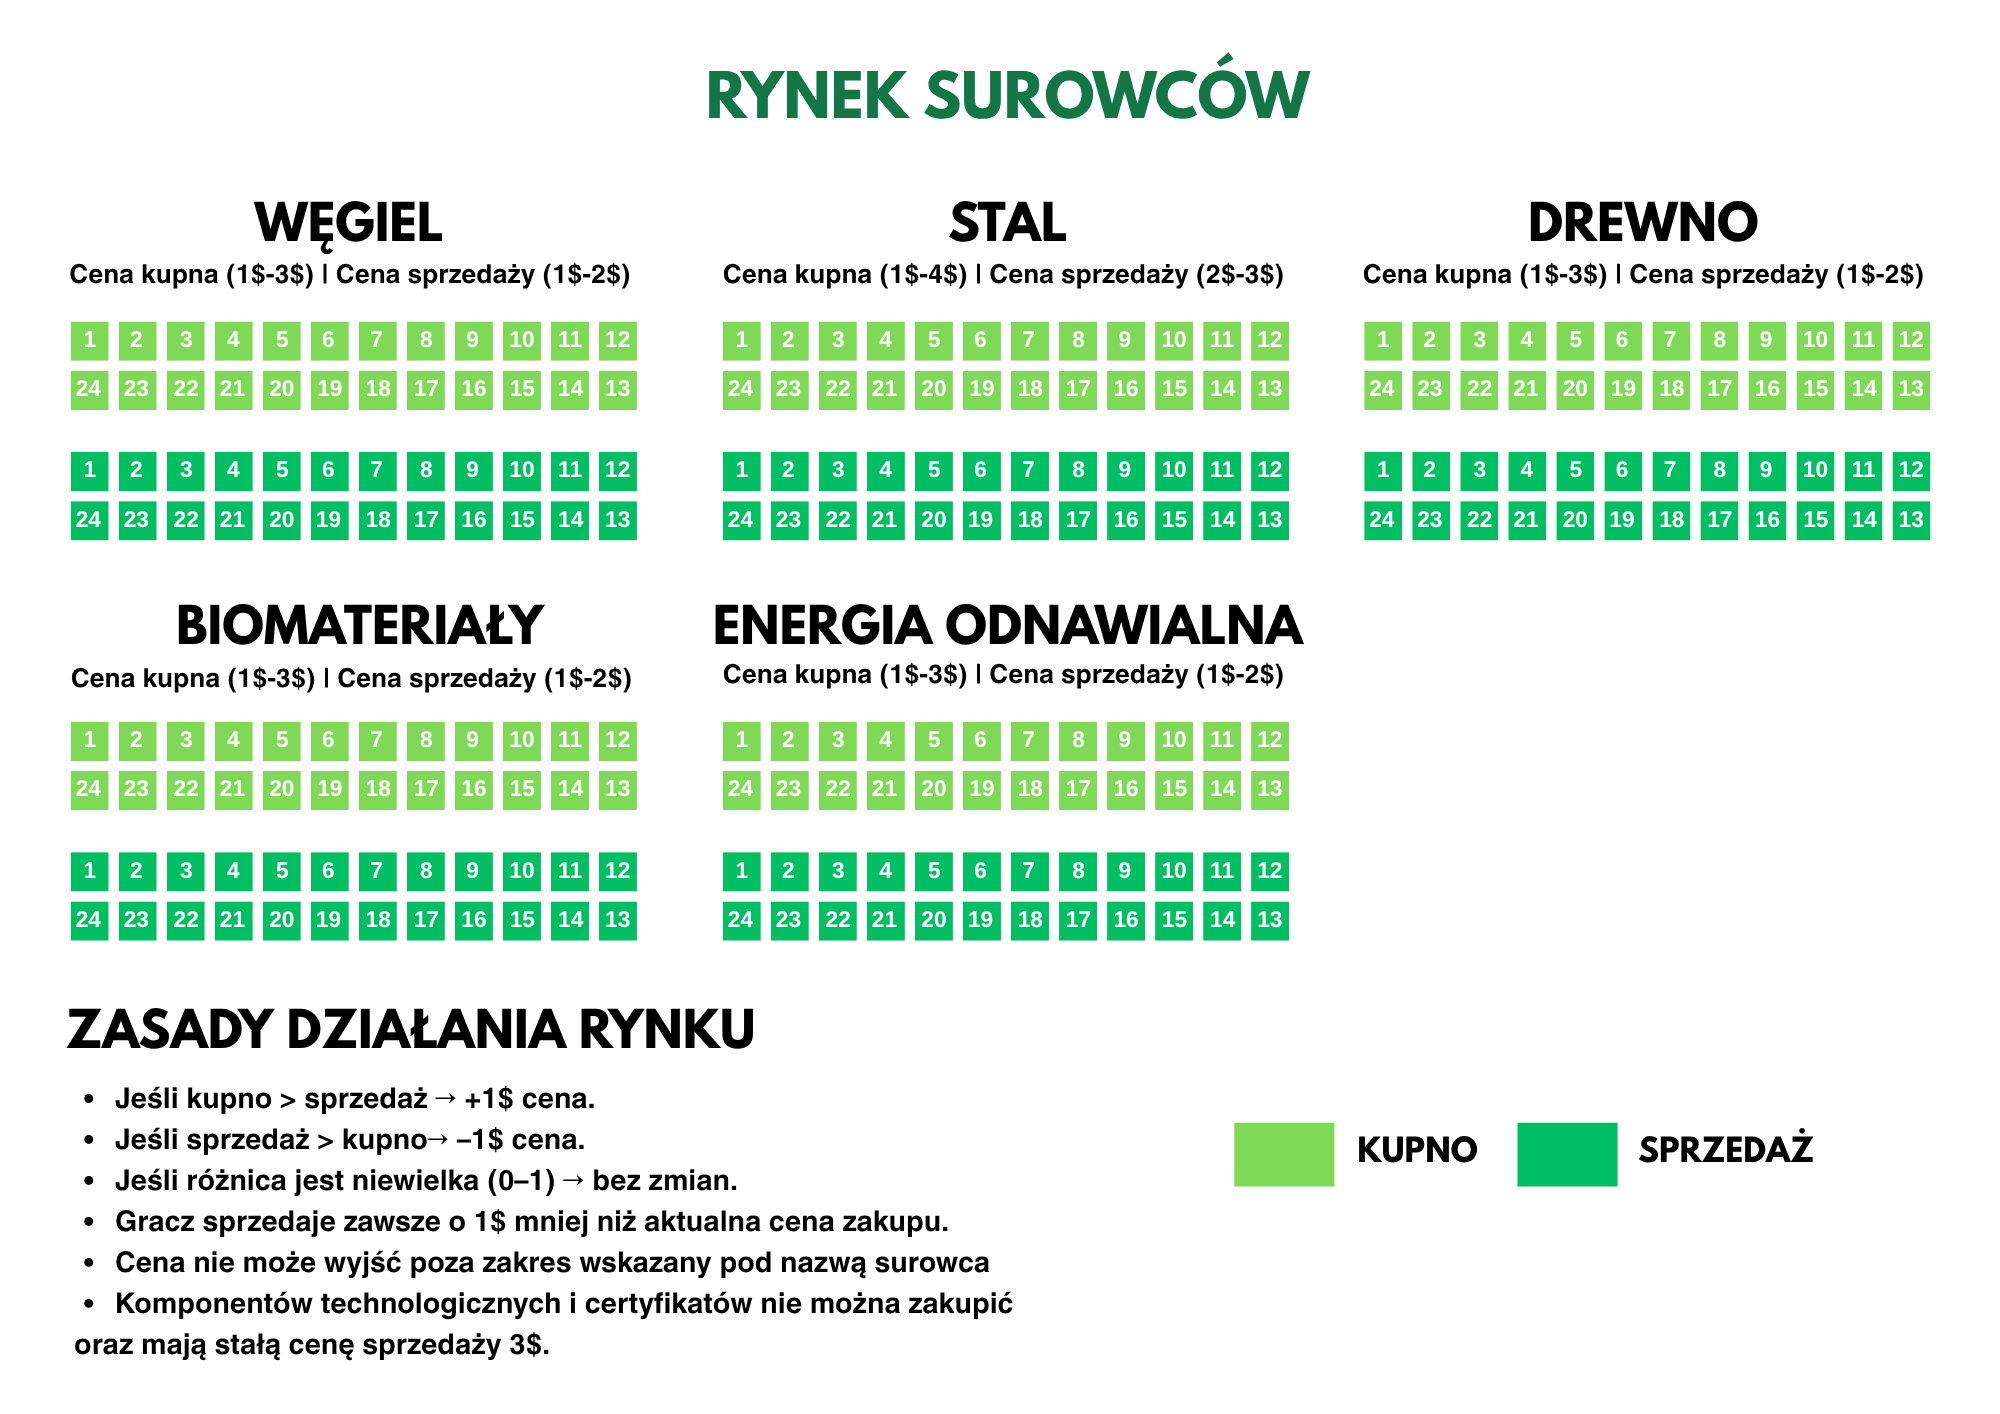 RYNEK SUROWCÓW
WĘGIEL
Cena kupna (1$-3$) | Cena sprzedaży (1$-2$)
1 2 3 4 5 6 7 8 9 10 11 12
24 23 22 21 20 19 18 17 16 15 14 13
1 2 3 4 5 6 7 8 9 10 11 12
24 23 22 21 20 19 18 17 16 15 14 13
STAL
Cena kupna (1$-4$) | Cena sprzedaży (2$-3$)
1 2 3 4 5 6 7 8 9 10 11 12
24 23 22 21 20 19 18 17 16 15 14 13
1 2 3 4 5 6 7 8 9 10 11 12
24 23 22 21 20 19 18 17 16 15 14 13
DREWNO
Cena kupna (1$-3$) | Cena sprzedaży (1$-2$)
1 2 3 4 5 6 7 8 9 10 11 12
24 23 22 21 20 19 18 17 16 15 14 13
1 2 3 4 5 6 7 8 9 10 11 12
24 23 22 21 20 19 18 17 16 15 14 13
BIOMATERIAŁY
Cena kupna (1$-3$) | Cena sprzedaży (1$-2$)
1 2 3 4 5 6 7 8 9 10 11 12
24 23 22 21 20 19 18 17 16 15 14 13
1 2 3 4 5 6 7 8 9 10 11 12
24 23 22 21 20 19 18 17 16 15 14 13
ENERGIA ODNAWIALNA
Cena kupna (1$-3$) | Cena sprzedaży (1$-2$)
1 2 3 4 5 6 7 8 9 10 11 12
24 23 22 21 20 19 18 17 16 15 14 13
1 2 3 4 5 6 7 8 9 10 11 12
24 23 22 21 20 19 18 17 16 15 14 13
ZASADY DZIAŁANIA RYNKU
• Jeśli kupno > sprzedaż → +1$ cena.
• Jeśli sprzedaż > kupno→ –1$ cena.
• Jeśli różnica jest niewielka (0–1) → bez zmian.
• Gracz sprzedaje zawsze o 1$ mniej niż aktualna cena zakupu.
• Cena nie może wyjść poza zakres wskazany pod nazwą surowca
• Komponentów technologicznych i certyfikatów nie można zakupić
oraz mają stałą cenę sprzedaży 3$.
KUPNO
SPRZEDAŻ